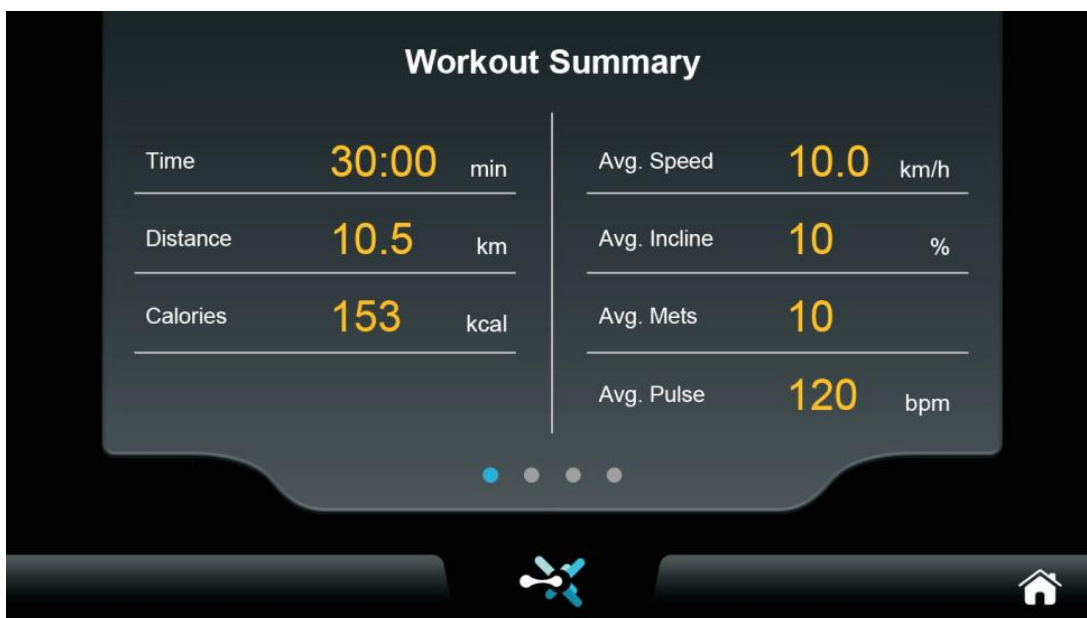 Workout Summary
Time 30:00 min
Distance 10.5 km
Calories 153 kcal
Avg. Speed 10.0 km/h
Avg. Incline 10 %
Avg. Mets 10
Avg. Pulse 120 bpm